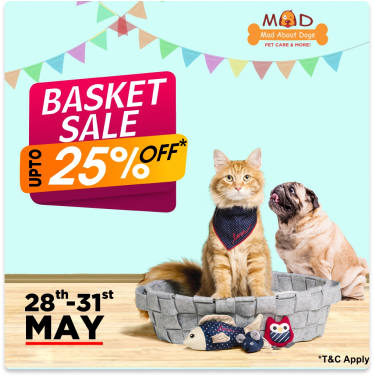 MAD
Mad About Dogs
PET CARE & MORE!
BASKET
SALE
UPTO
25% OFF*
28th-31st
MAY
*T&C Apply